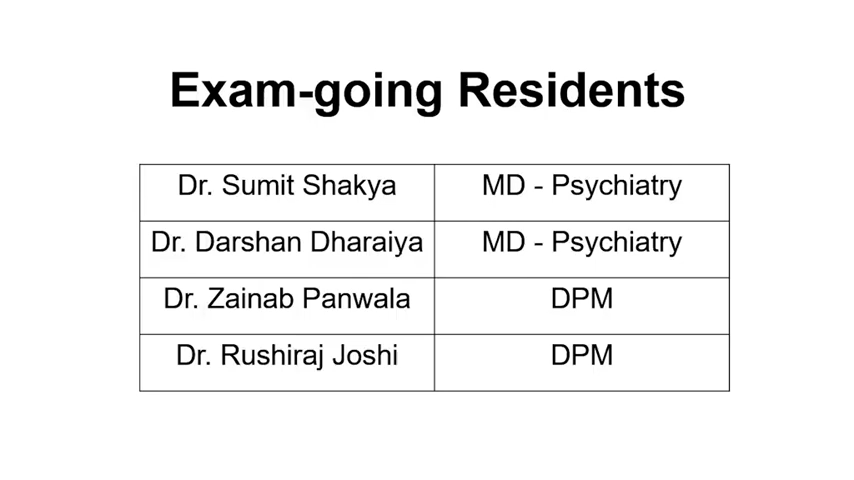 Exam-going Residents
Dr. Sumit Shakya MD - Psychiatry
Dr. Darshan Dharaiya MD - Psychiatry
Dr. Zainab Panwala DPM
Dr. Rushiraj Joshi DPM